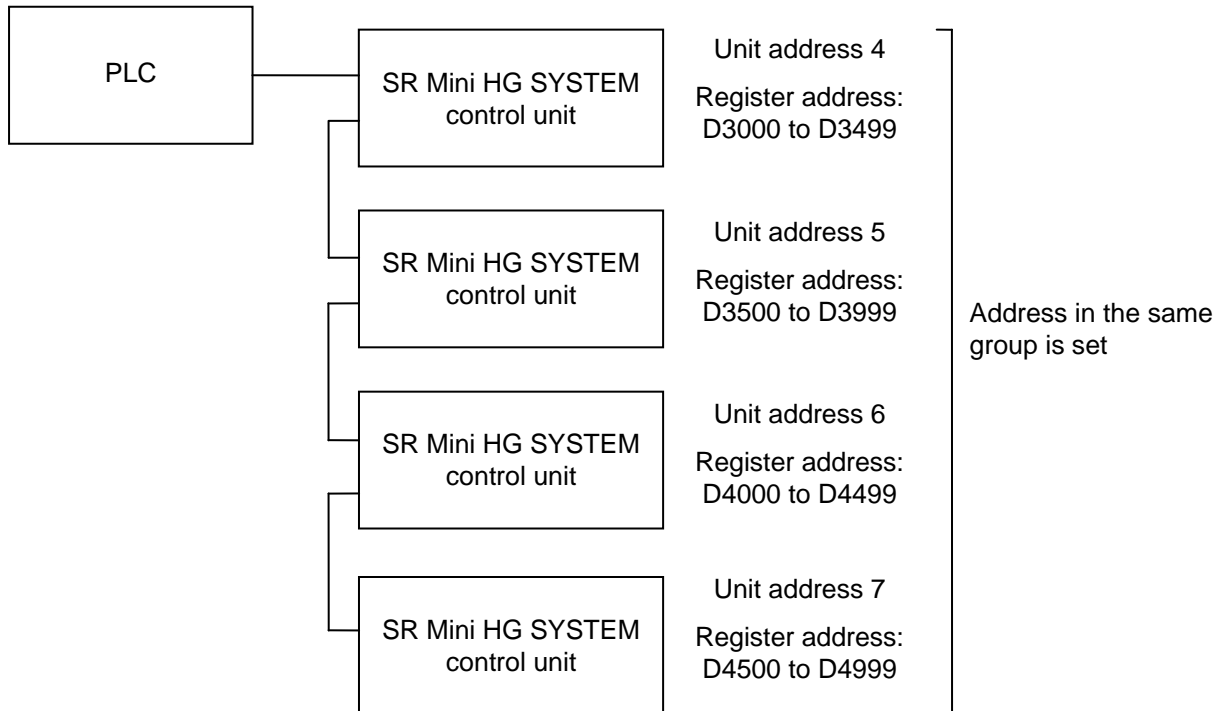 PLC
SR Mini HG SYSTEM
control unit
Unit address 4
Register address:
D3000 to D3499
SR Mini HG SYSTEM
control unit
Unit address 5
Register address:
D3500 to D3999
SR Mini HG SYSTEM
control unit
Unit address 6
Register address:
D4000 to D4499
SR Mini HG SYSTEM
control unit
Unit address 7
Register address:
D4500 to D4999
Address in the same
group is set